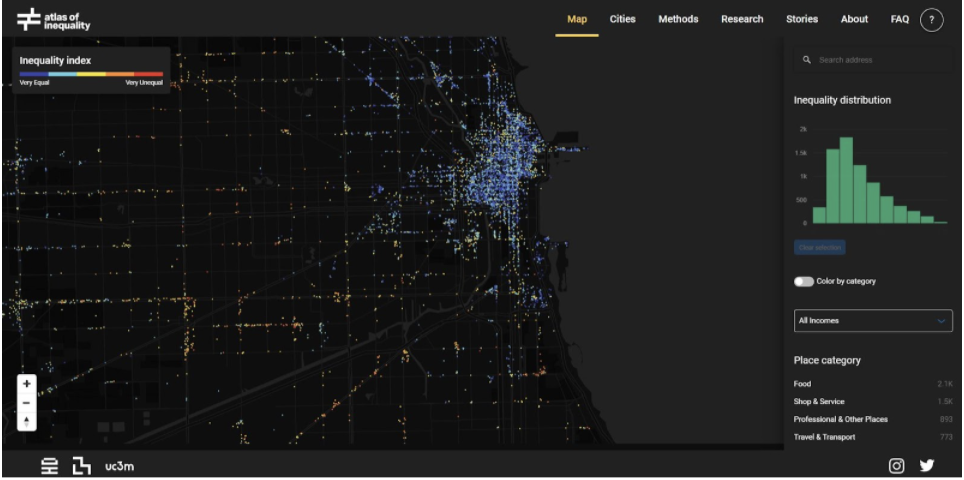 atlas of
inequality
Map Cities Methods Research Stories About FAQ ?
Inequality index
Very Equal Very Unequal
Search address
Inequality distribution
2k
1.5k
1k
500
0
Clear selection
Color by category
All Incomes
Place category
Food 2.1K
Shop & Service 1.5K
Professional & Other Places 893
Travel & Transport 773
+
−
uc3m